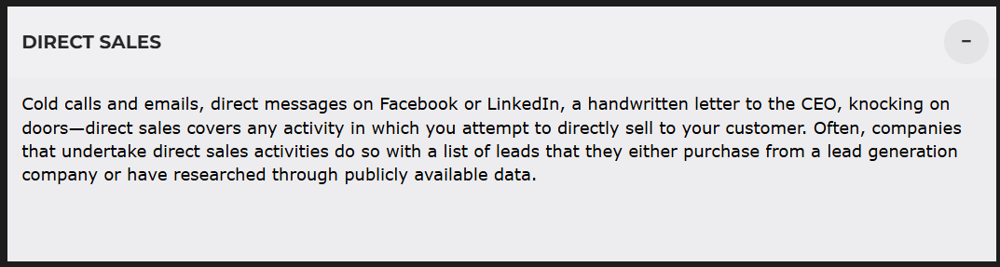 DIRECT SALES
Cold calls and emails, direct messages on Facebook or LinkedIn, a handwritten letter to the CEO, knocking on
doors—direct sales covers any activity in which you attempt to directly sell to your customer. Often, companies
that undertake direct sales activities do so with a list of leads that they either purchase from a lead generation
company or have researched through publicly available data.